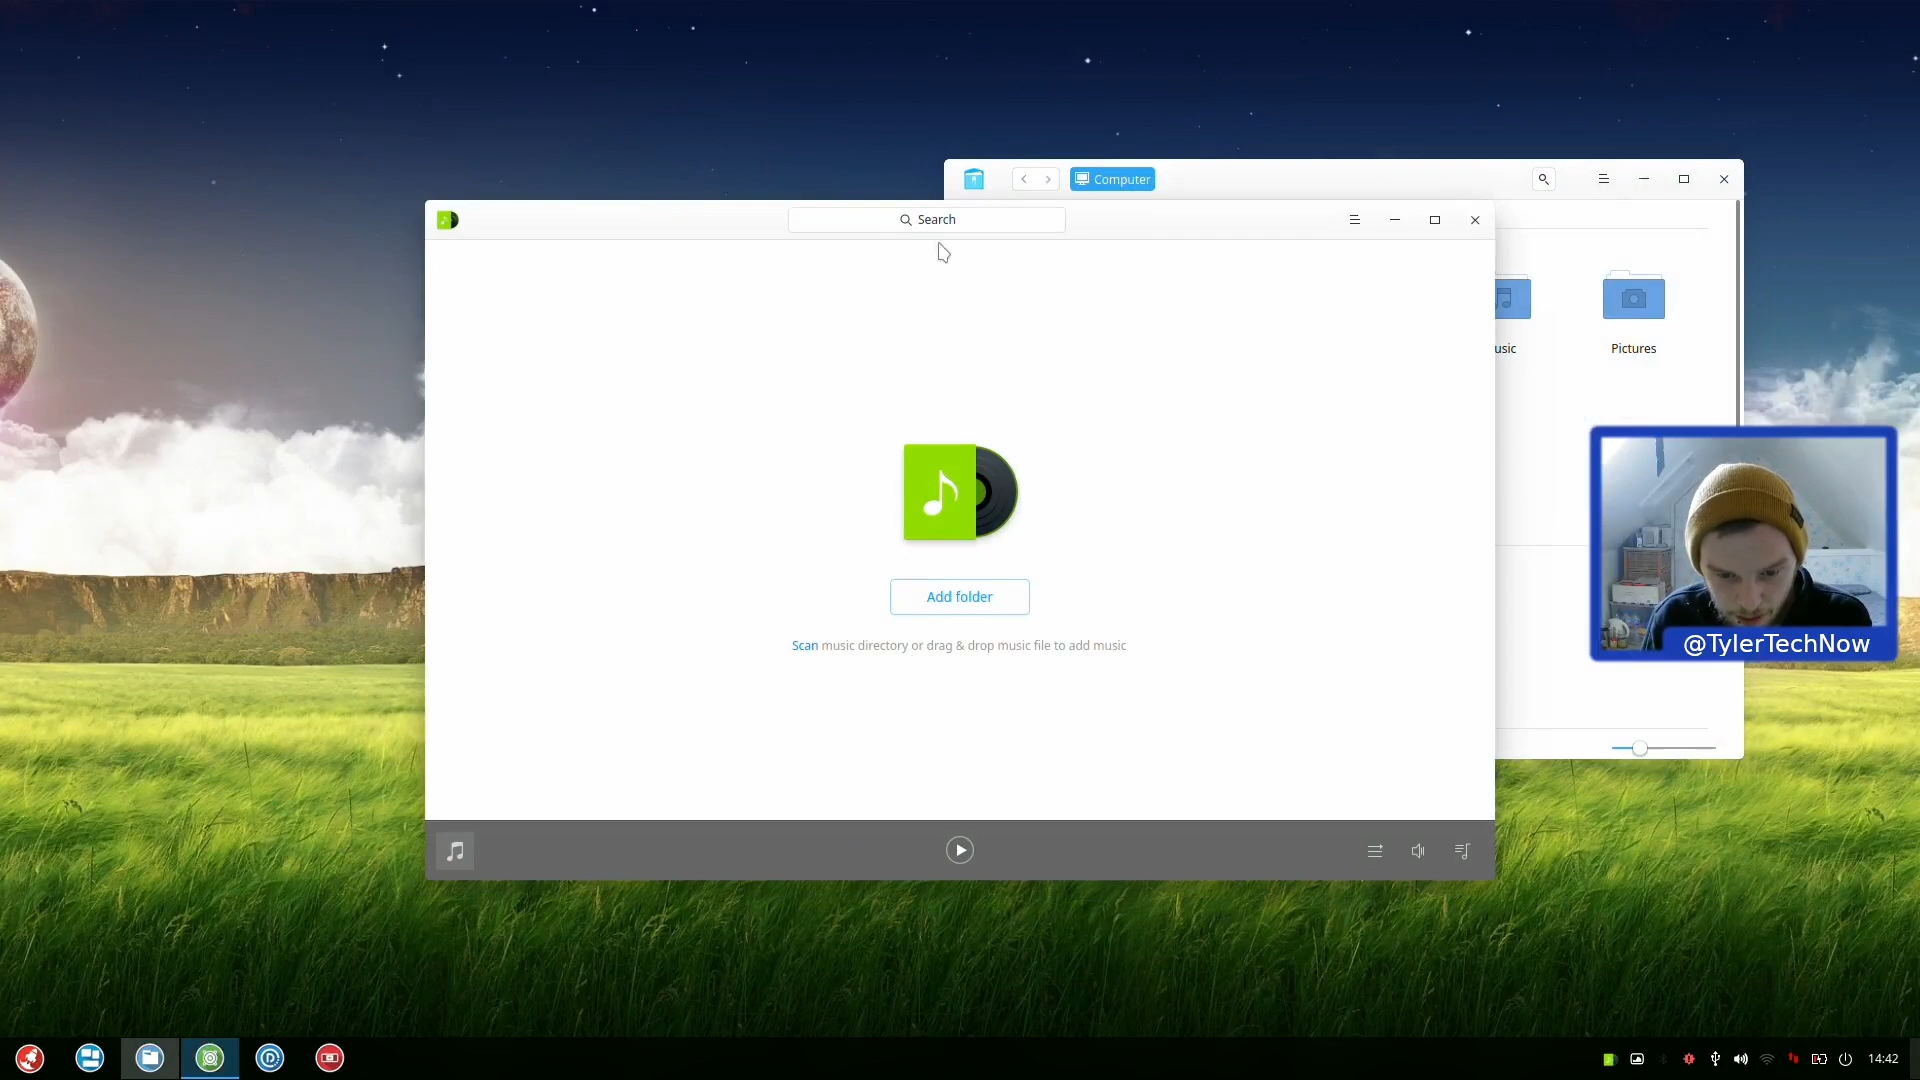 Computer
Search
usic
Pictures
Add folder
Scan music directory or drag & drop music file to add music
@TylerTechNow
14:42